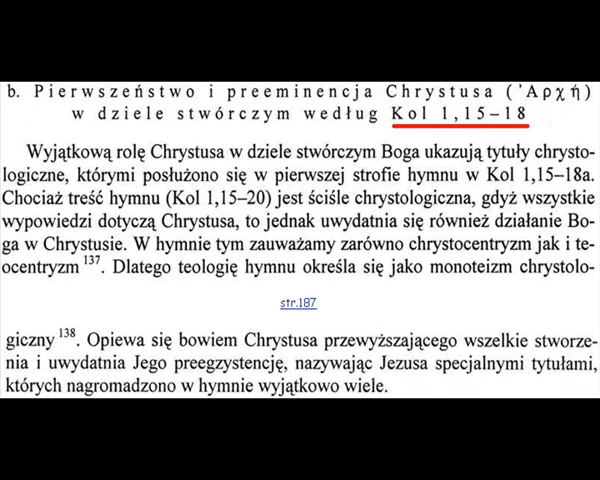 b. Pierwszeństwo i preeminencja Chrystusa (’Αρχή)
w dziele stwórczym według Kol 1,15–18
Wyjątkową rolę Chrystusa w dziele stwórczym Boga ukazują tytuły chrysto-
logiczne, którymi posłużono się w pierwszej strofie hymnu w Kol 1,15–18a.
Chociaż treść hymnu (Kol 1,15–20) jest ściśle chrystologiczna, gdyż wszystkie
wypowiedzi dotyczą Chrystusa, to jednak uwydatnia się również działanie Bo-
ga w Chrystusie. W hymnie tym zauważamy zarówno chrystocentryzm jak i te-
ocentryzm 137. Dlatego teologię hymnu określa się jako monoteizm chrystolo-
str.187
giczny 138. Opiewa się bowiem Chrystusa przewyższającego wszelkie stworze-
nia i uwydatnia Jego preegzystencję, nazywając Jezusa specjalnymi tytułami,
których nagromadzono w hymnie wyjątkowo wiele.